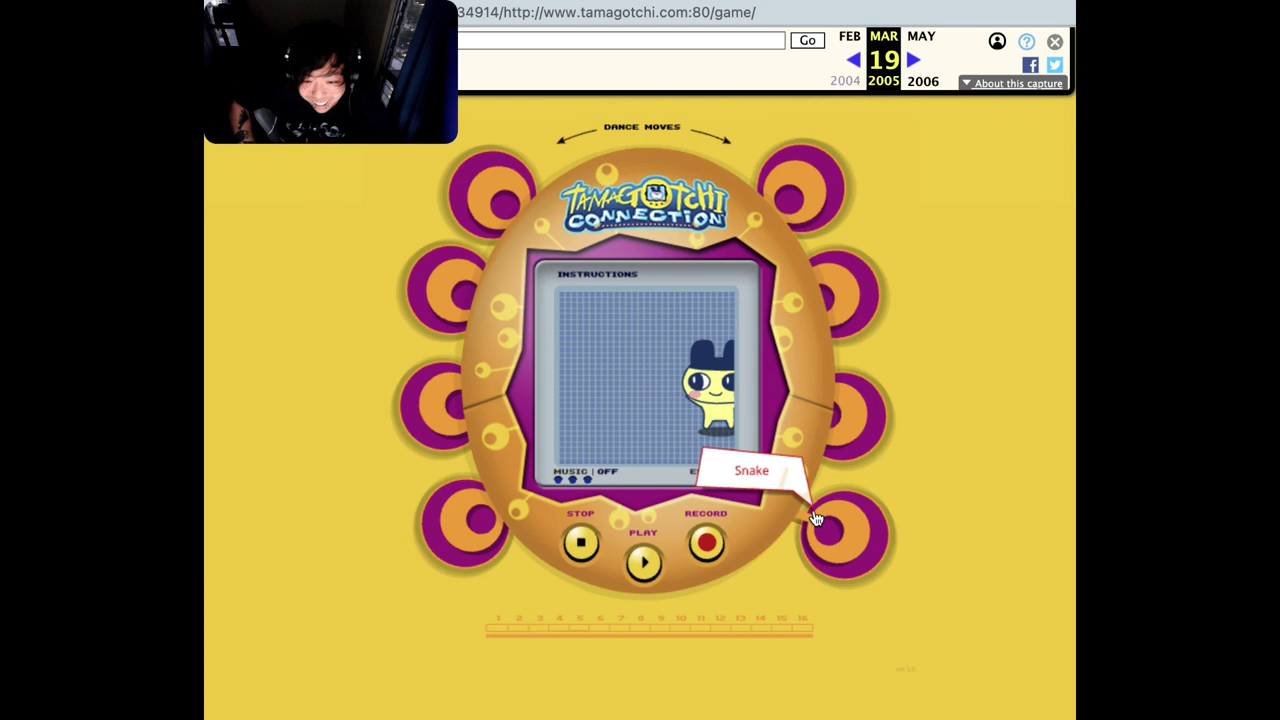 34914/http://www.tamagotchi.com:80/game/
Go
FEB MAR MAY
19
2004 2005 2006
About this capture
DANCE MOVES
TAMAGOTCHI
CONNECTION
INSTRUCTIONS
MUSIC | OFF
Snake
STOP
PLAY
RECORD
1 2 3 4 5 6 7 8 9 10 11 12 13 14 15 16